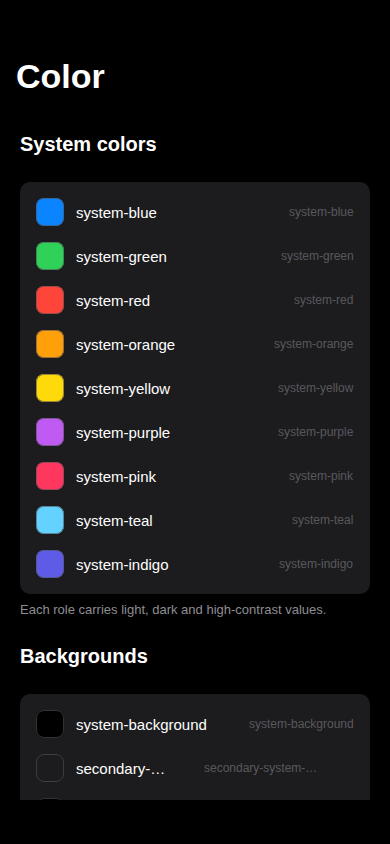 Color
System colors
system-blue system-blue
system-green system-green
system-red system-red
system-orange system-orange
system-yellow system-yellow
system-purple system-purple
system-pink system-pink
system-teal system-teal
system-indigo system-indigo
Each role carries light, dark and high-contrast values.
Backgrounds
system-background system-background
secondary-… secondary-system-…